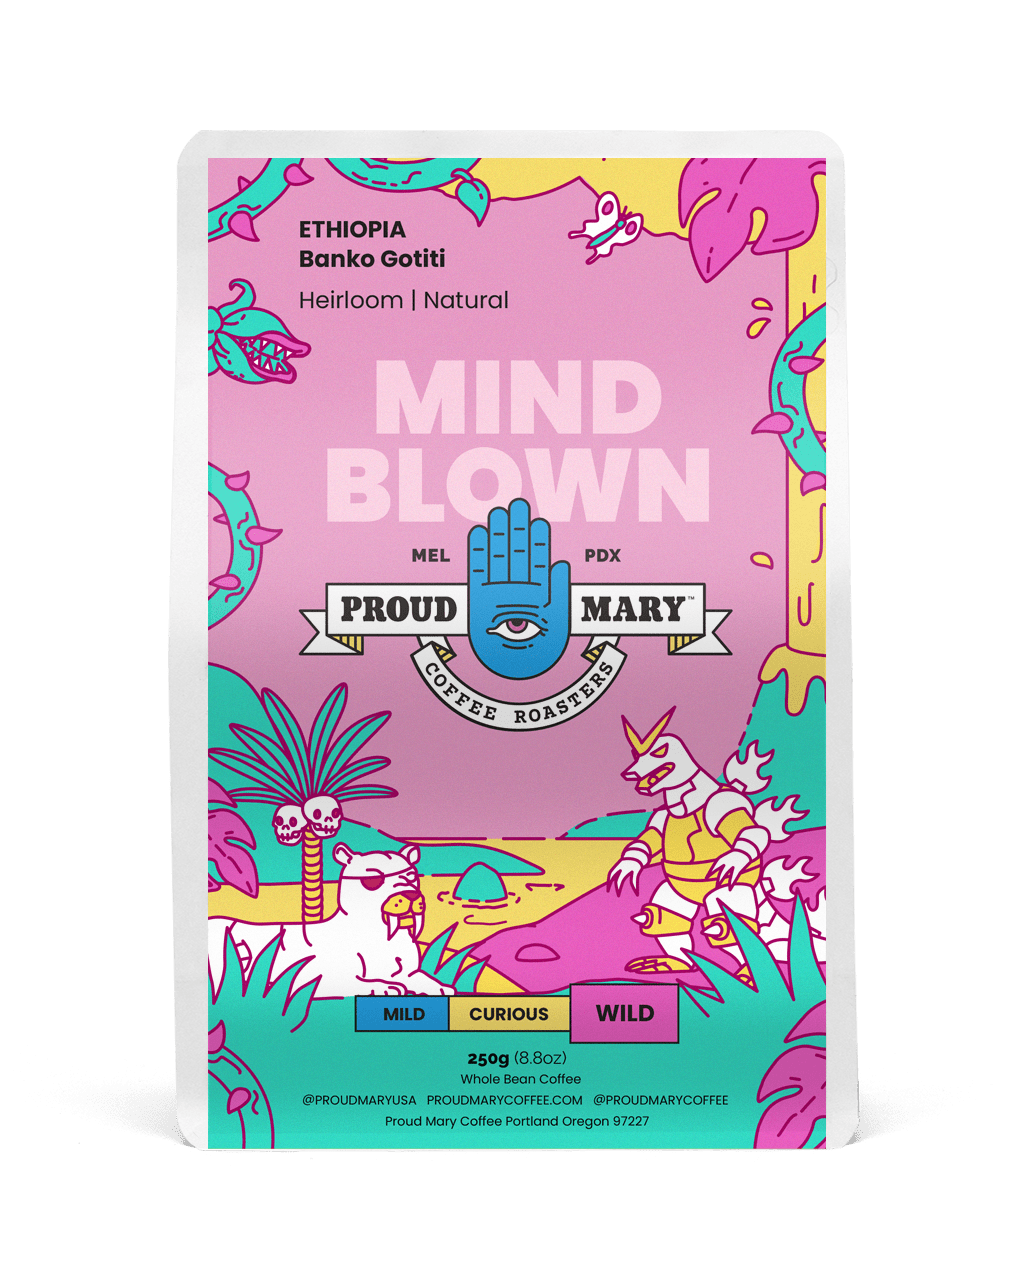 ETHIOPIA
Banko Gotiti
Heirloom | Natural
MIND
BLOWN
MEL PDX
PROUD MARY™
COFFEE ROASTERS
MILD CURIOUS WILD
250g (8.8oz)
Whole Bean Coffee
@PROUDMARYUSA PROUDMARYCOFFEE.COM @PROUDMARYCOFFEE
Proud Mary Coffee Portland Oregon 97227